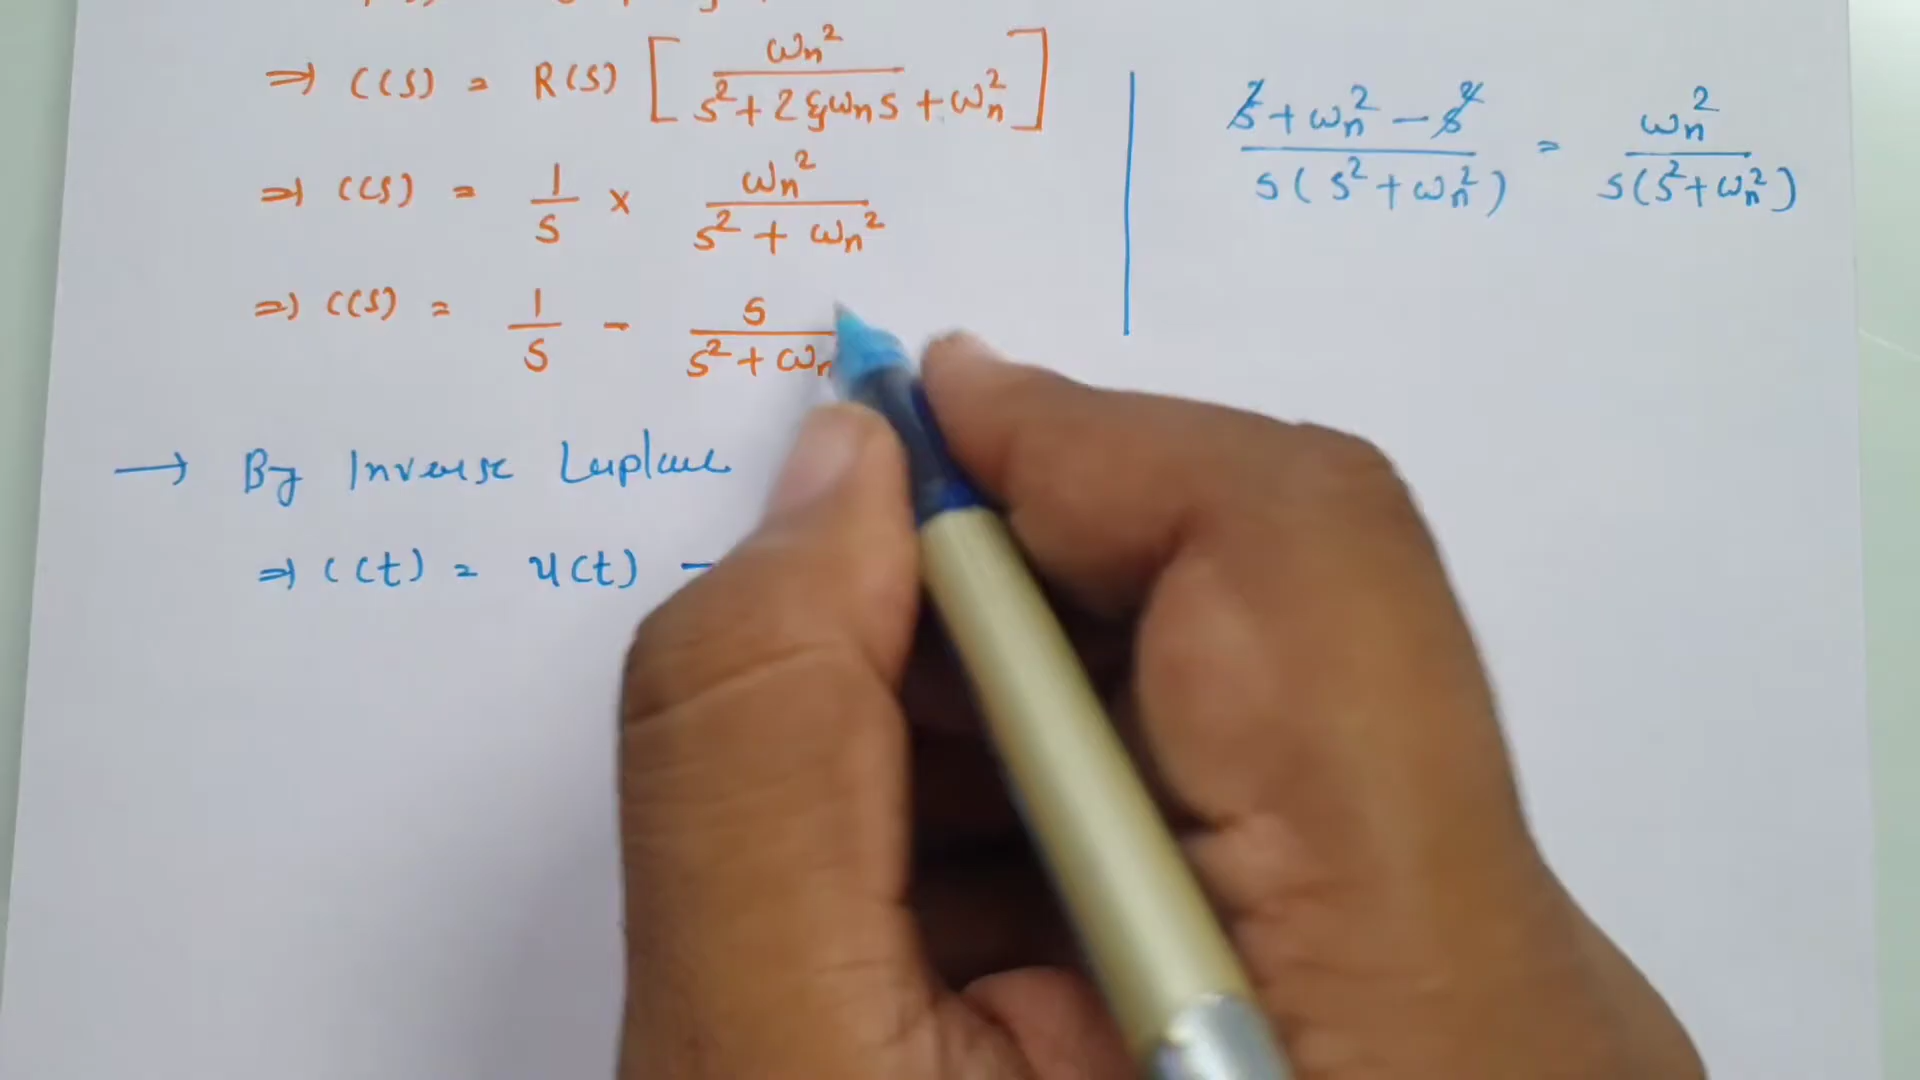 ⇒ C(S) = R(S) [ ωn² / s² + 2ξωns + ωn² ]
⇒ C(S) = 1/s × ωn² / s² + ωn²
⇒ C(S) = 1/s - s / s² + ωn
→ By Inverse Laplace
⇒ C(t) = u(t) -
s² + ωn² - s² / s(s² + ωn²) = ωn² / s(s² + ωn²)